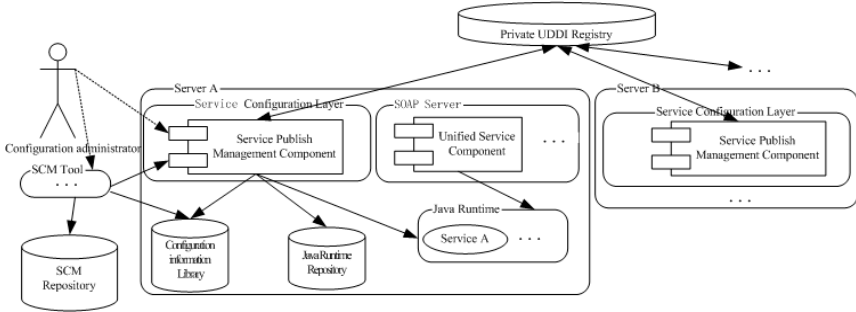 Private UDDI Registry
. . .
Server A
Server B
Service Configuration Layer
SOAP Server
Service Configuration Layer
Configuration administrator
Service Publish
Management Component
Unified Service
Component
. . .
Service Publish
Management Component
SCM Tool
. . .
. . .
Java Runtime
Service A
. . .
Configuration
information
Library
Java Runtime
Repository
SCM
Repository